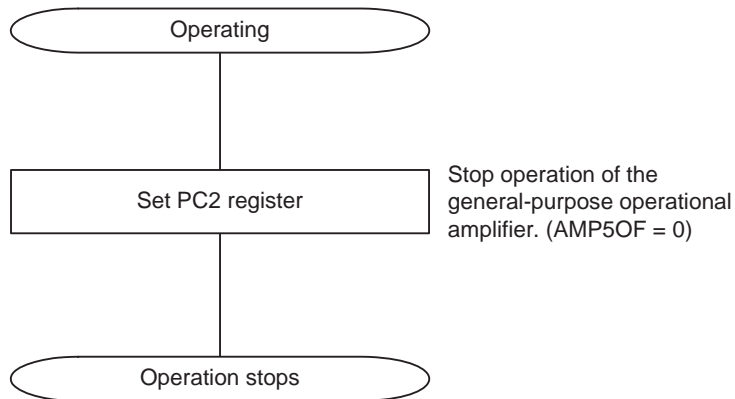 Operating
Set PC2 register
Stop operation of the
general-purpose operational
amplifier. (AMP5OF = 0)
Operation stops